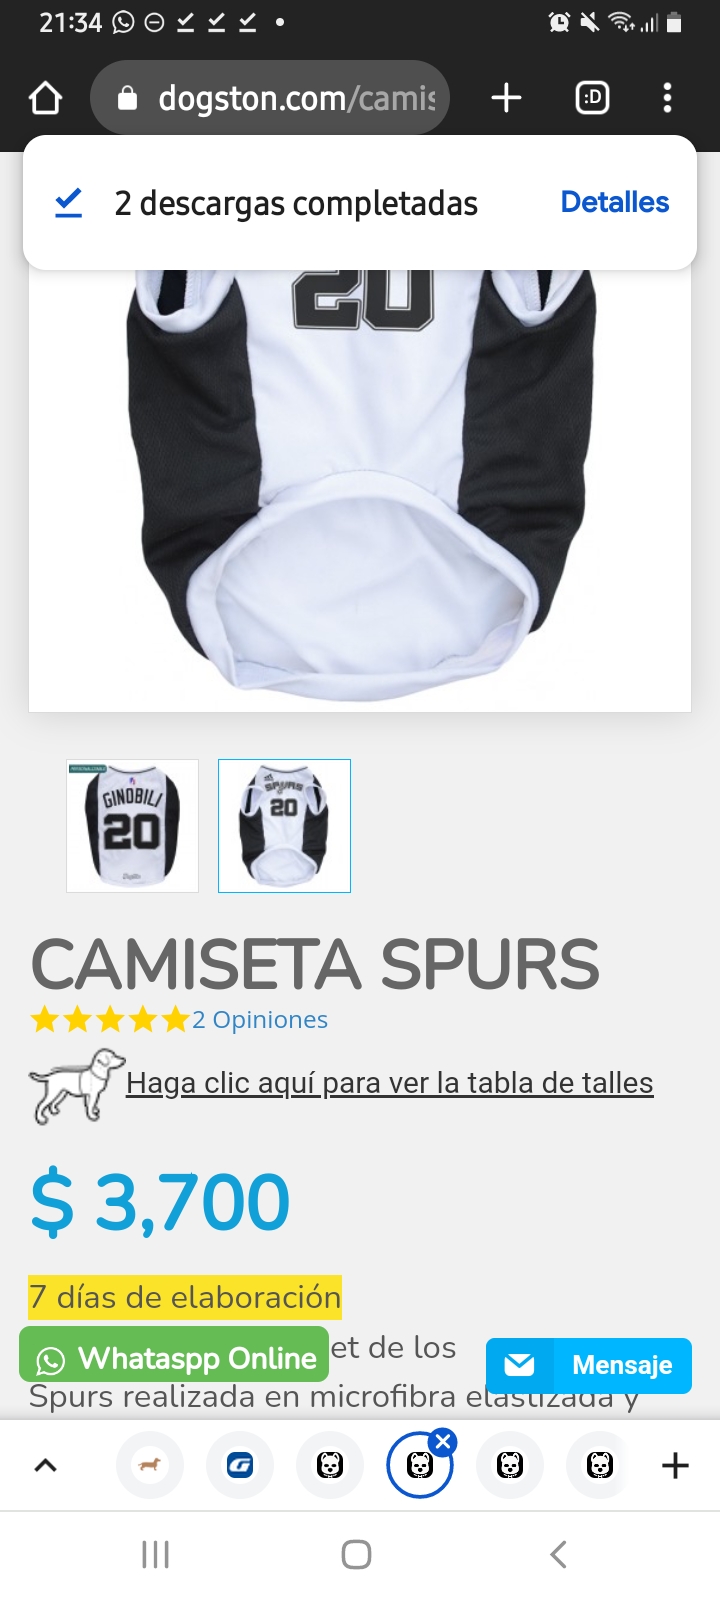 21:34
dogston.com/camis
:D
2 descargas completadas
Detalles
20
GINOBILI
20
SPURS
20
CAMISETA SPURS
2 Opiniones
Haga clic aquí para ver la tabla de talles
$ 3,700
7 días de elaboración
Whataspp Online
et de los
Mensaje
Spurs realizada en microfibra elastizada y